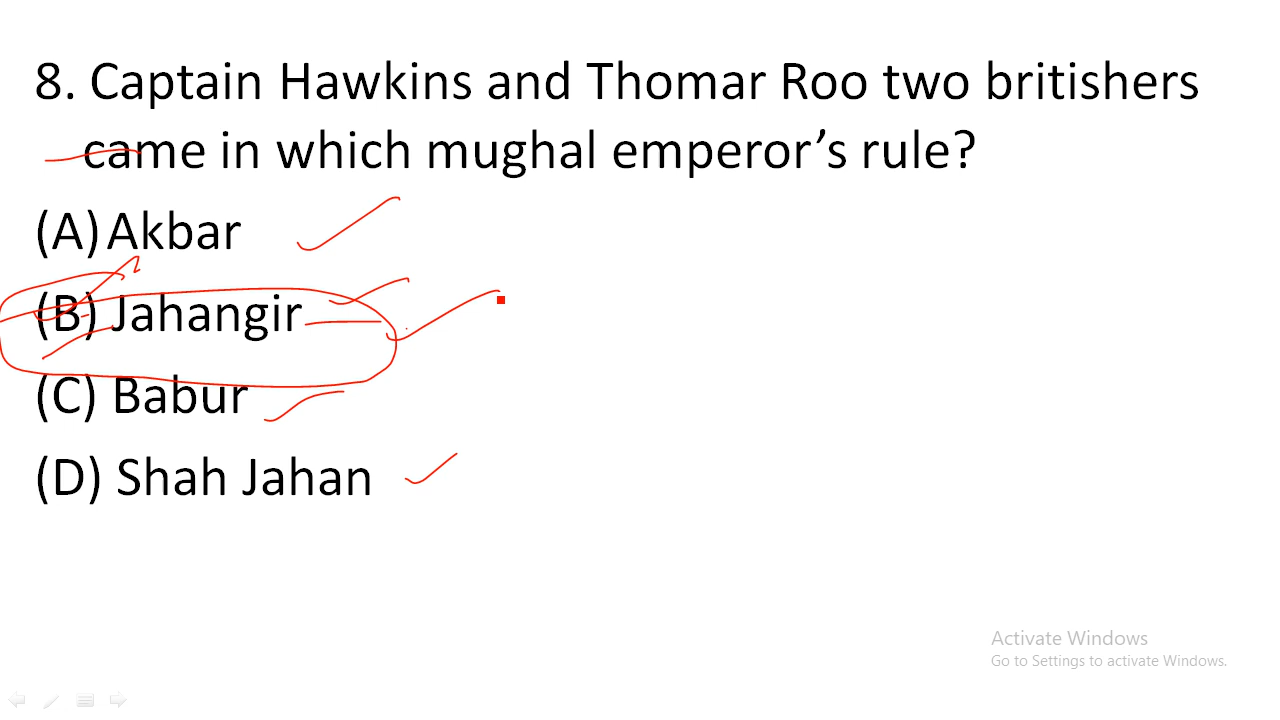 8. Captain Hawkins and Thomar Roo two britishers
came in which mughal emperor's rule?
(A) Akbar
(B) Jahangir
(C) Babur
(D) Shah Jahan
Activate Windows
Go to Settings to activate Windows.